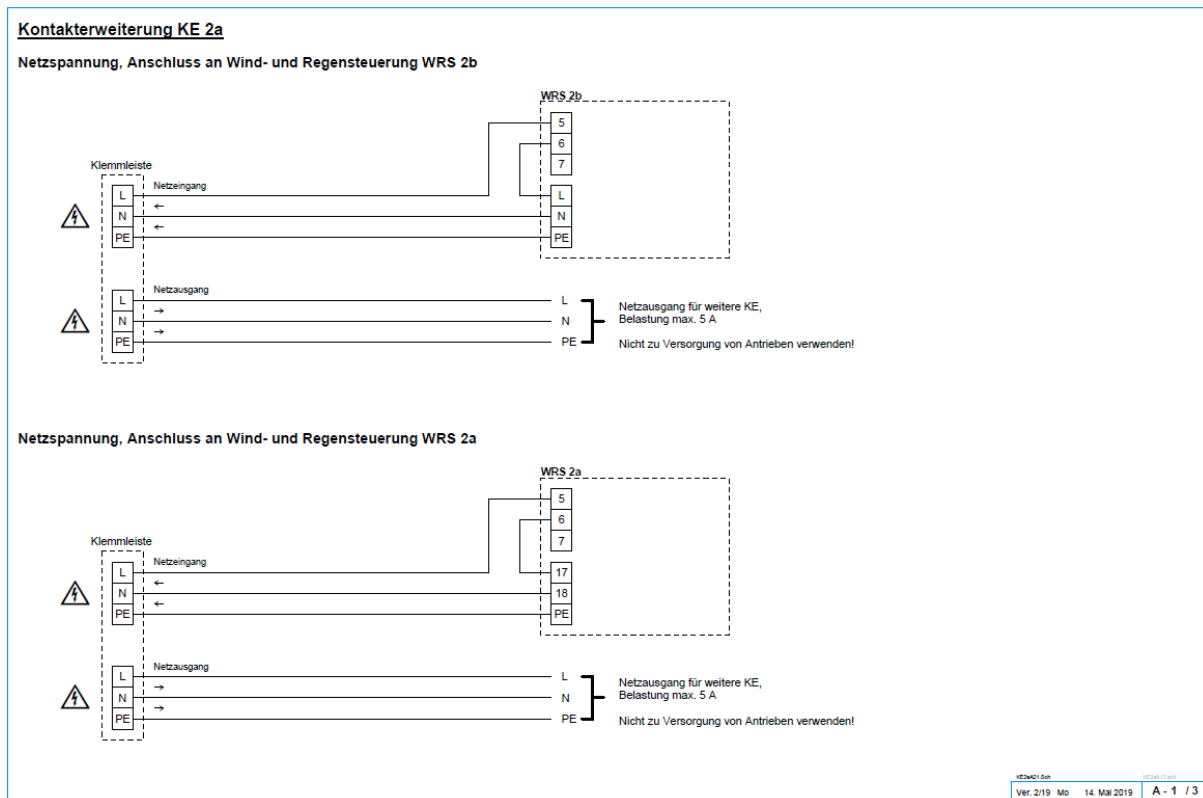 Kontakterweiterung KE 2a
Netzspannung, Anschluss an Wind- und Regensteuerung WRS 2b
WRS 2b
5
6
7
Klemmleiste
L Netzeingang L
N ← N
PE ← PE
L Netzausgang L
N → N
PE → PE
Netzausgang für weitere KE,
Belastung max. 5 A
Nicht zu Versorgung von Antrieben verwenden!
Netzspannung, Anschluss an Wind- und Regensteuerung WRS 2a
WRS 2a
5
6
7
Klemmleiste
L Netzeingang 17
N ← 18
PE ← PE
L Netzausgang L
N → N
PE → PE
Netzausgang für weitere KE,
Belastung max. 5 A
Nicht zu Versorgung von Antrieben verwenden!
KE2aA21.Sch
Ver. 2/19 Mo 14. Mai 2019 A - 1 / 3